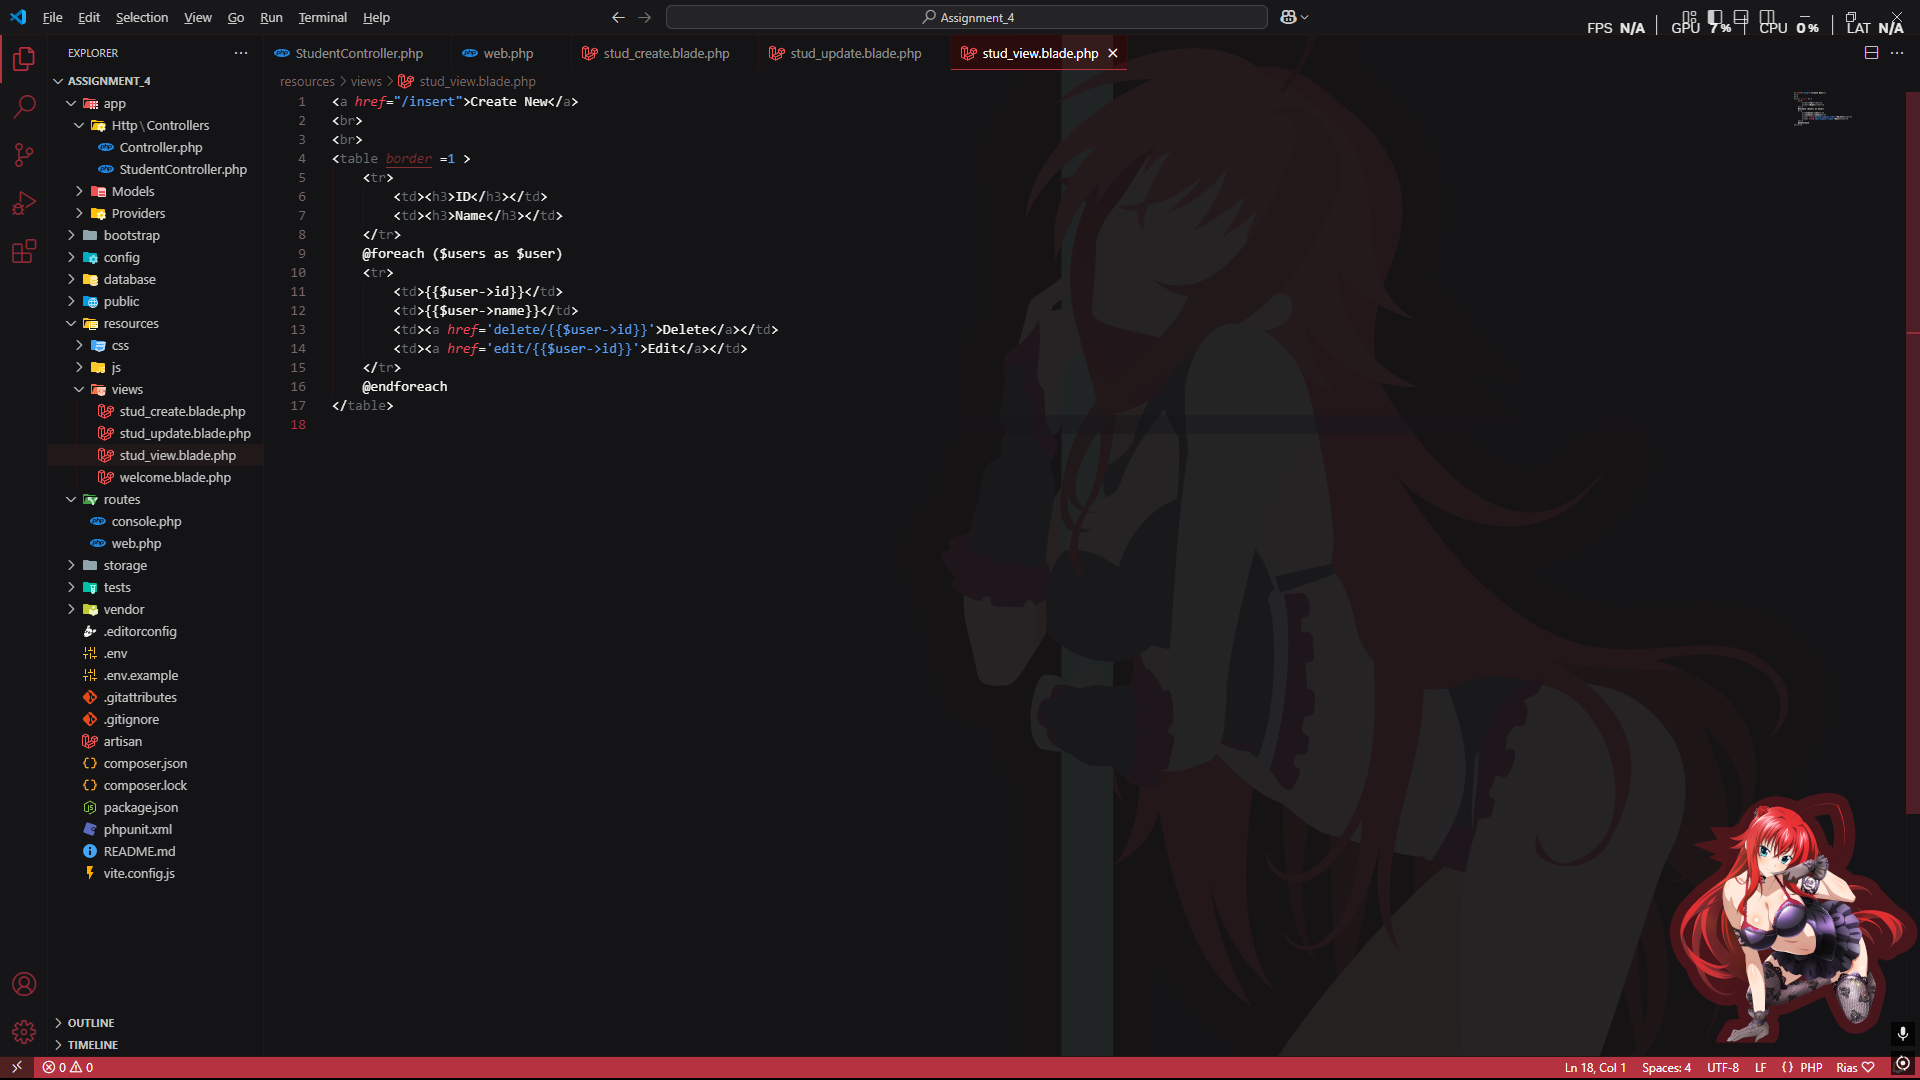 File Edit Selection View Go Run Terminal Help
Assignment_4
FPS N/A GPU 7% CPU 0% LAT N/A
EXPLORER
StudentController.php
web.php
stud_create.blade.php
stud_update.blade.php
stud_view.blade.php
ASSIGNMENT_4
app
Http\Controllers
Controller.php
StudentController.php
Models
Providers
bootstrap
config
database
public
resources
css
js
views
stud_create.blade.php
stud_update.blade.php
stud_view.blade.php
welcome.blade.php
routes
console.php
web.php
storage
tests
vendor
.editorconfig
.env
.env.example
.gitattributes
.gitignore
artisan
composer.json
composer.lock
package.json
phpunit.xml
README.md
vite.config.js
OUTLINE
TIMELINE
resources > views > stud_view.blade.php
1 <a href="/insert">Create New</a>
2 <br>
3 <br>
4 <table border =1 >
5 <tr>
6 <td><h3>ID</h3></td>
7 <td><h3>Name</h3></td>
8 </tr>
9 @foreach ($users as $user)
10 <tr>
11 <td>{{$user->id}}</td>
12 <td>{{$user->name}}</td>
13 <td><a href='delete/{{$user->id}}'>Delete</a></td>
14 <td><a href='edit/{{$user->id}}'>Edit</a></td>
15 </tr>
16 @endforeach
17 </table>
18
0 0
Ln 18, Col 1 Spaces: 4 UTF-8 LF {} PHP Rias ♡